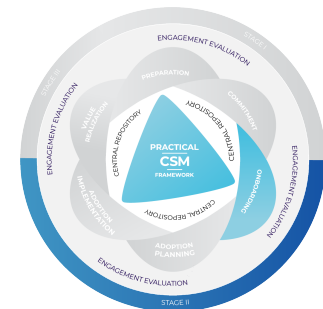 STAGE III
STAGE I
ENGAGEMENT EVALUATION
ENGAGEMENT EVALUATION
ENGAGEMENT EVALUATION
ENGAGEMENT EVALUATION
PREPARATION
COMMITMENT
VALUE
REALIZATION
CENTRAL REPOSITORY
CENTRAL REPOSITORY
CENTRAL REPOSITORY
PRACTICAL
CSM
FRAMEWORK
ONBOARDING
ADOPTION
IMPLEMENTATION
ADOPTION
PLANNING
STAGE II